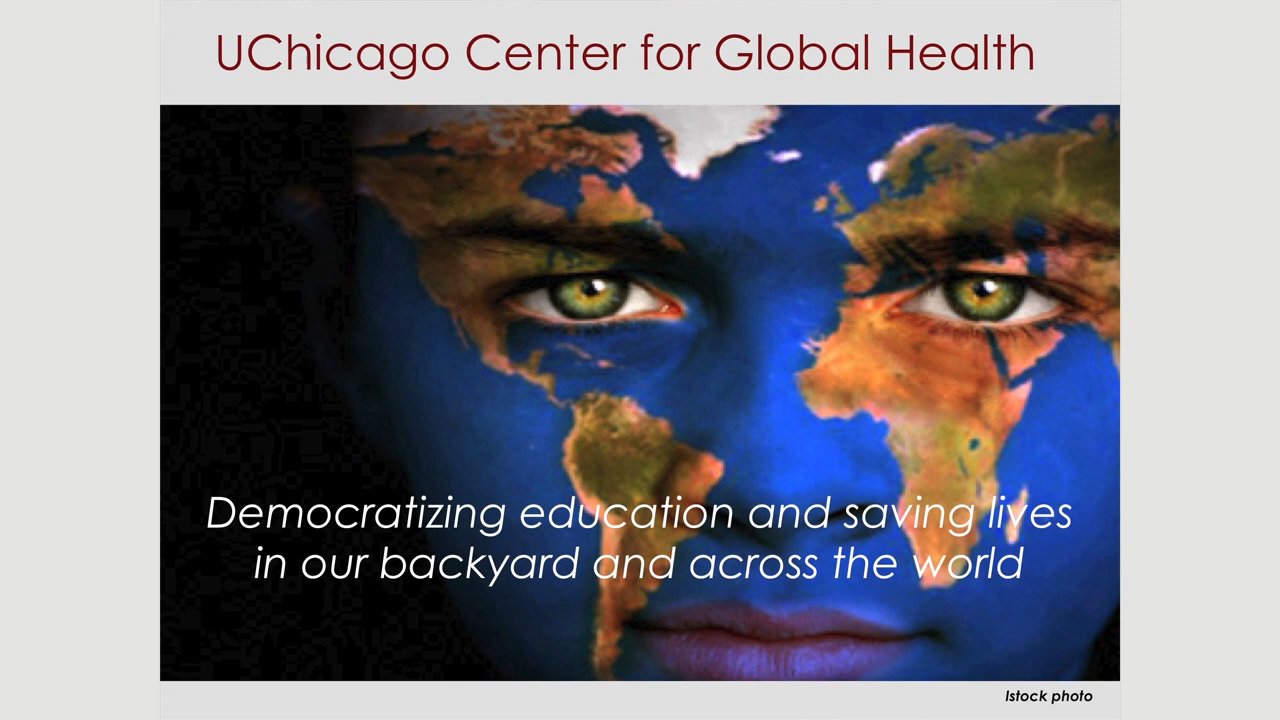 UChicago Center for Global Health
Democratizing education and saving lives
in our backyard and across the world
Istock photo